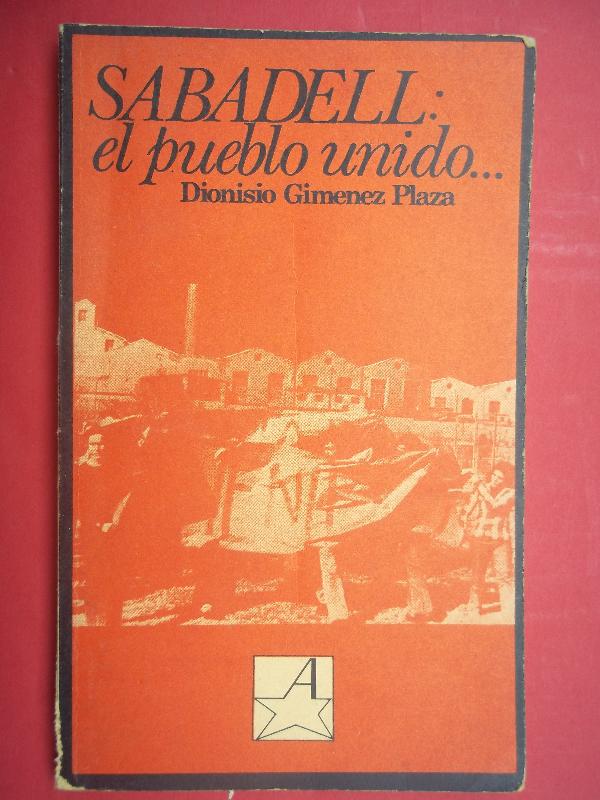 SABADELL:
el pueblo unido...
Dionisio Gimenez Plaza
A